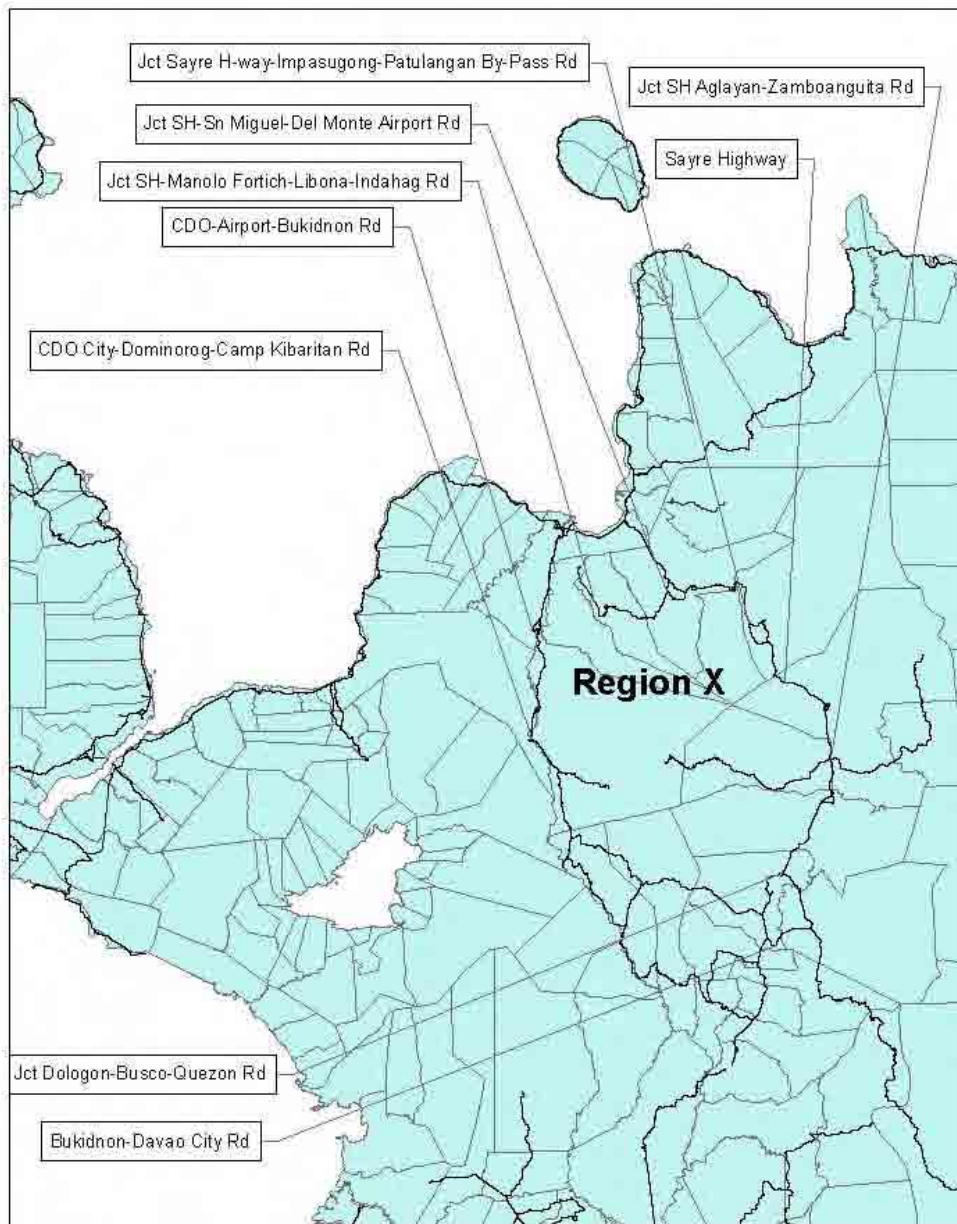 Jct Sayre H-way-Impasugong-Patulangan By-Pass Rd
Jct SH Aglayan-Zamboanguita Rd
Jct SH-Sn Miguel-Del Monte Airport Rd
Sayre Highway
Jct SH-Manolo Fortich-Libona-Indahag Rd
CDO-Airport-Bukidnon Rd
CDO City-Dominorog-Camp Kibaritan Rd
Region X
Jct Dologon-Busco-Quezon Rd
Bukidnon-Davao City Rd